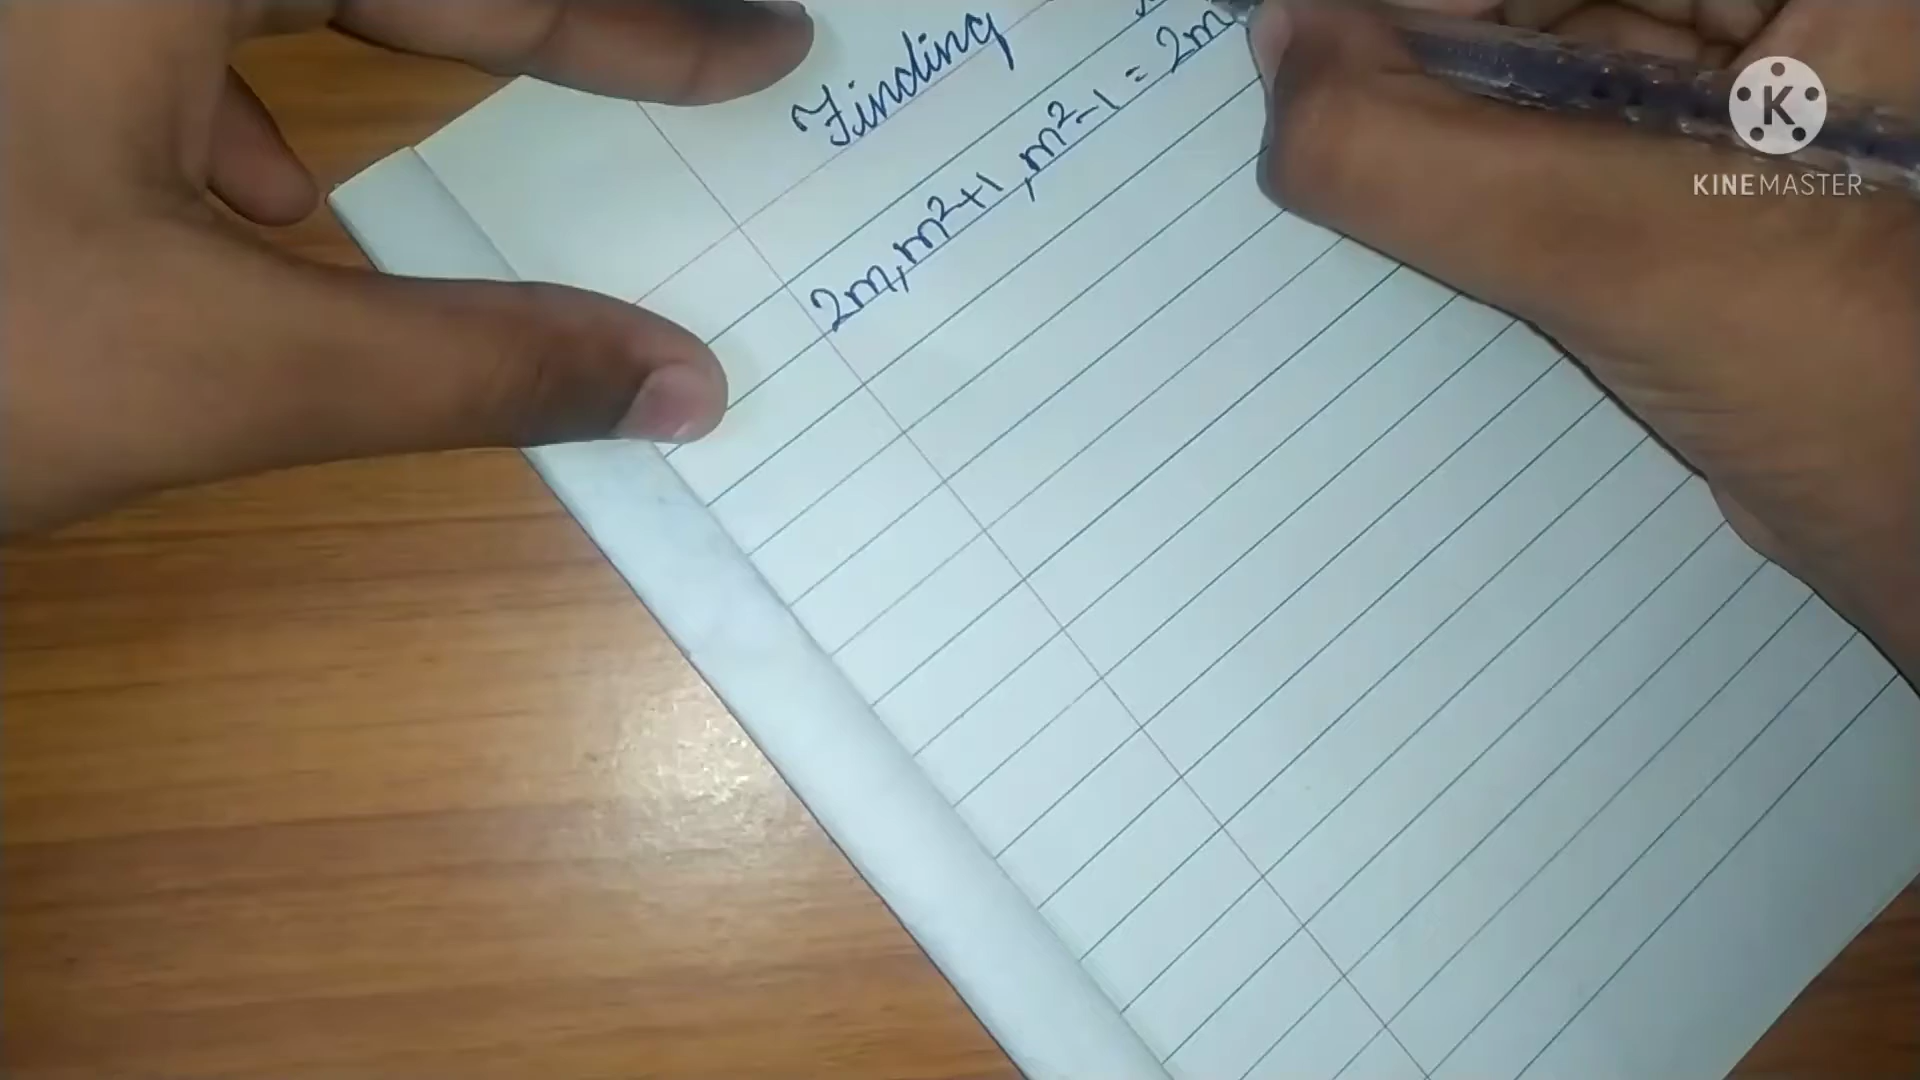 Finding
2m, m²+1, m²-1 = 2m
K
KINEMASTER